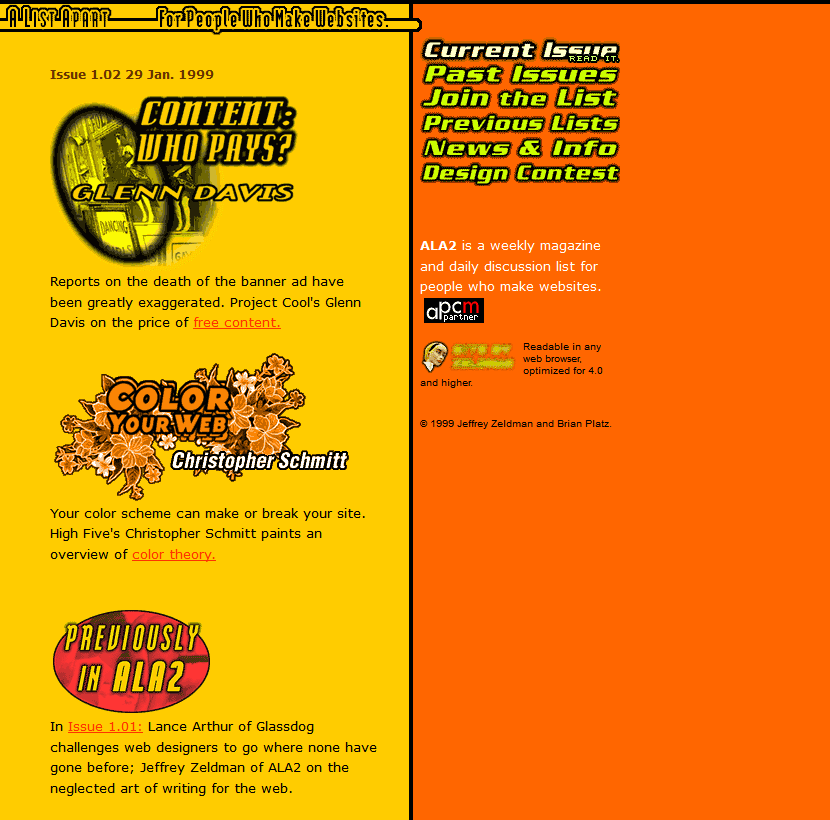 A LIST APART For People Who Make Websites.
Issue 1.02 29 Jan. 1999
CONTENT:
WHO PAYS?
GLENN DAVIS
DANCING
Reports on the death of the banner ad have
been greatly exaggerated. Project Cool's Glenn
Davis on the price of free content.
COLOR
YOUR WEB
Christopher Schmitt
Your color scheme can make or break your site.
High Five's Christopher Schmitt paints an
overview of color theory.
PREVIOUSLY
IN ALA2
In Issue 1.01: Lance Arthur of Glassdog
challenges web designers to go where none have
gone before; Jeffrey Zeldman of ALA2 on the
neglected art of writing for the web.
Current Issue
READ IT.
Past Issues
Join the List
Previous Lists
News & Info
Design Contest
ALA2 is a weekly magazine
and daily discussion list for
people who make websites.
apcm
partner
Readable in any
web browser,
optimized for 4.0
and higher.
© 1999 Jeffrey Zeldman and Brian Platz.